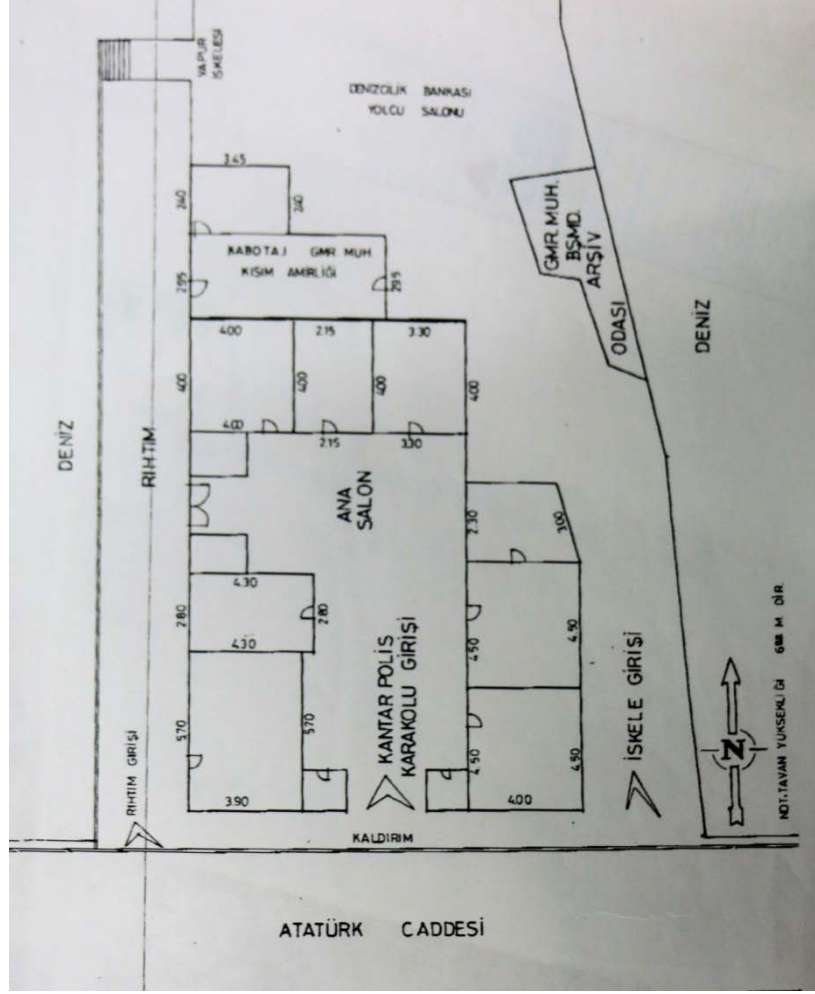 VAPUR
İSKELESİ
DENİZCİLİK BANKASI
YOLCU SALONU
3.45
2.40
2.40
GMR. MUH.
BŞMD.
ARŞİV
ODASI
KABOTAJ GMR. MUH.
KISIM AMİRLİĞİ
2.95
2.95
4.00
2.15
3.30
4.00
4.00
4.00
4.00
2.15
3.30
DENİZ
RIHTIM
DENİZ
ANA
SALON
2.30
3.00
4.30
2.80
2.80
4.30
4.50
4.50
KANTAR POLİS
KARAKOLU GİRİŞİ
İSKELE GİRİŞİ
5.70
5.70
3.90
4.50
4.50
4.00
RIHTIM GİRİŞİ
N
NOT: TAVAN YÜKSEKLİĞİ M DİR.
KALDIRIM
ATATÜRK CADDESİ